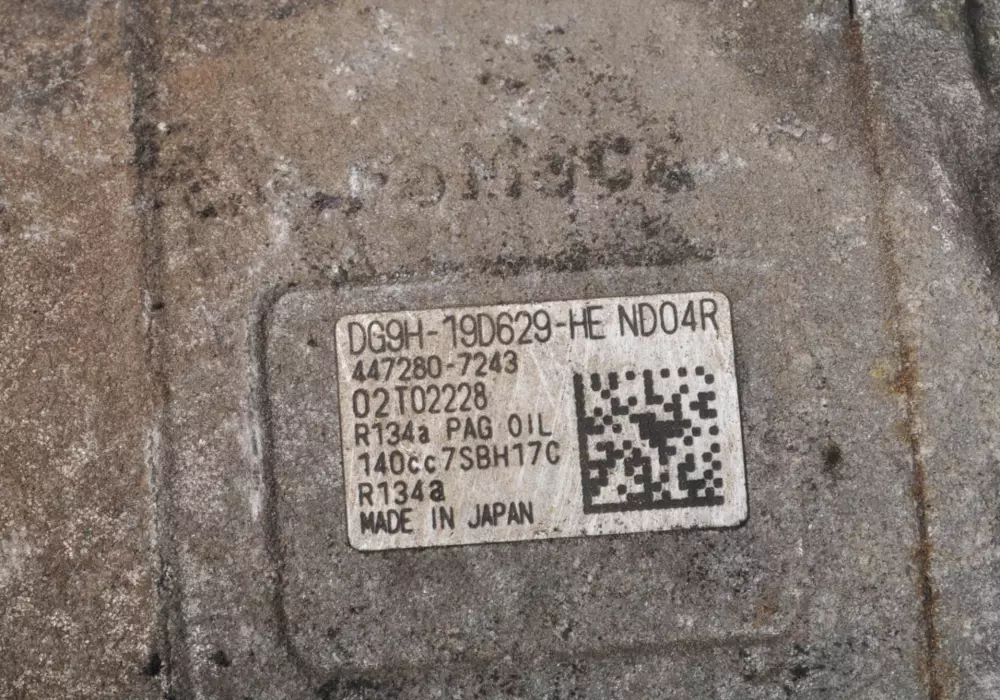 DG9H-19D629-HE ND04R
447280-7243
02T02228
R134a PAG OIL
140cc7SBH17C
R134a
MADE IN JAPAN